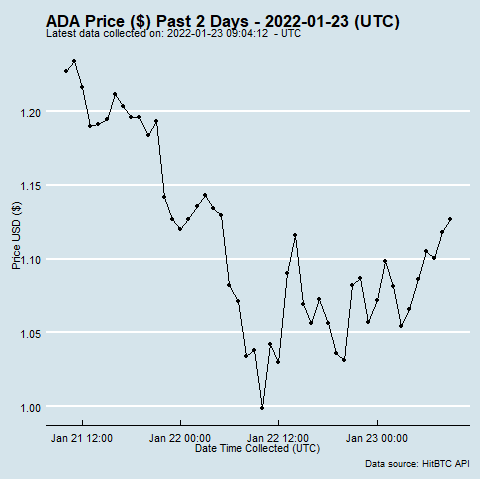 ADA Price ($) Past 2 Days - 2022-01-23 (UTC)
Latest data collected on: 2022-01-23 09:04:12 - UTC
Price USD ($)
1.20
1.15
1.10
1.05
1.00
Jan 21 12:00 Jan 22 00:00 Jan 22 12:00 Jan 23 00:00
Date Time Collected (UTC)
Data source: HitBTC API